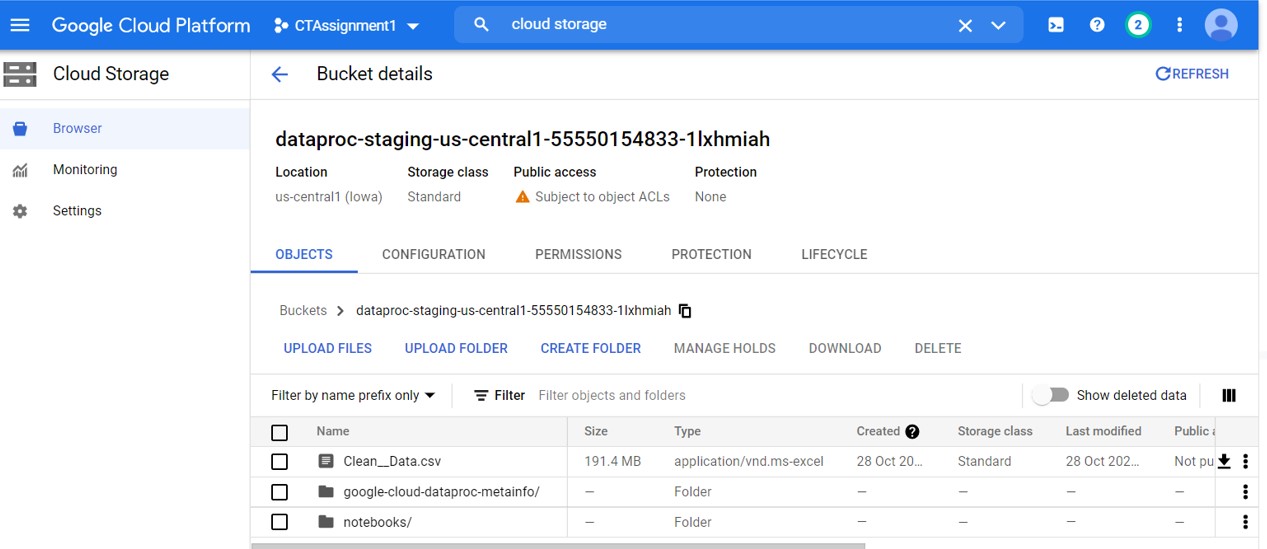 Google Cloud Platform CTAssignment1 cloud storage 2
Cloud Storage
Bucket details
REFRESH
Browser
Monitoring
Settings
dataproc-staging-us-central1-55550154833-1lxhmiah
Location Storage class Public access Protection
us-central1 (Iowa) Standard Subject to object ACLs None
OBJECTS CONFIGURATION PERMISSIONS PROTECTION LIFECYCLE
Buckets dataproc-staging-us-central1-55550154833-1lxhmiah
UPLOAD FILES UPLOAD FOLDER CREATE FOLDER MANAGE HOLDS DOWNLOAD DELETE
Filter by name prefix only Filter Filter objects and folders Show deleted data
Name Size Type Created Storage class Last modified Public a
Clean__Data.csv 191.4 MB application/vnd.ms-excel 28 Oct 20... Standard 28 Oct 202... Not pu
google-cloud-dataproc-metainfo/ — Folder — — — —
notebooks/ — Folder — — — —